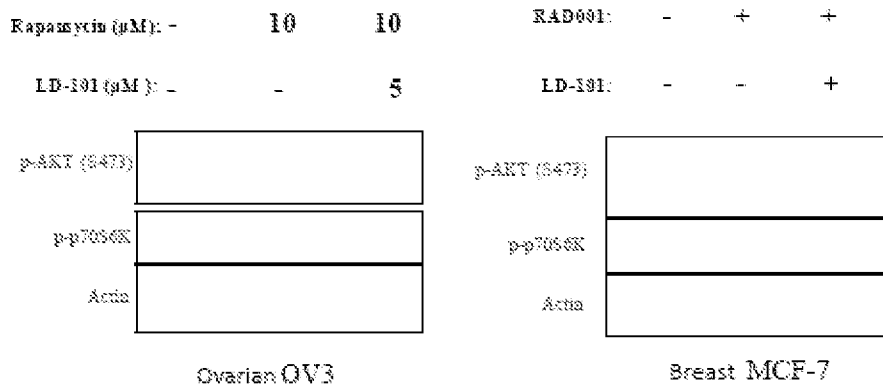 Rapamycin (µM): - 10 10
LD-101 (µM ): - - 5
p-AKT (S473)
p-p70S6K
Actin
Ovarian OV3
RAD001: - + +
LD-101: - - +
p-AKT (S473)
p-p70S6K
Actin
Breast MCF-7